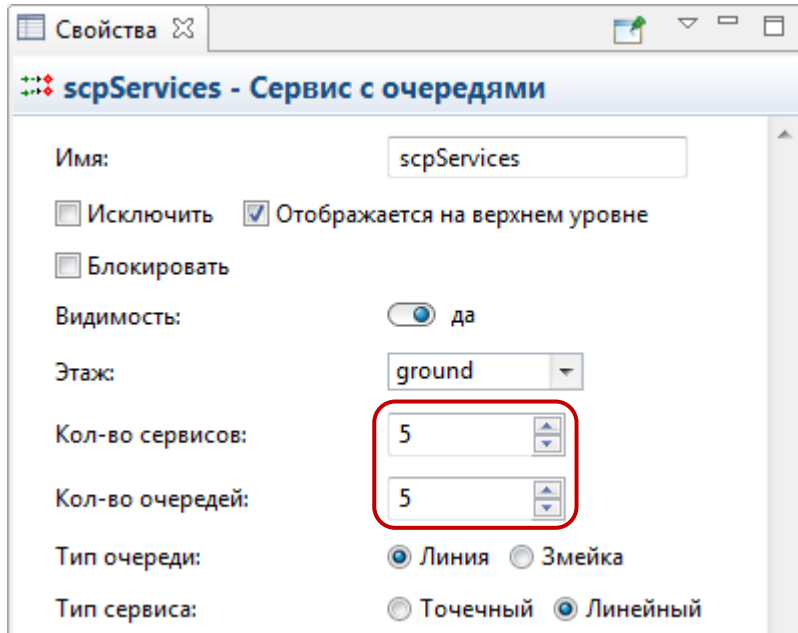 Свойства
scpServices - Сервис с очередями
Имя: scpServices
Исключить Отображается на верхнем уровне
Блокировать
Видимость: да
Этаж: ground
Кол-во сервисов: 5
Кол-во очередей: 5
Тип очереди: Линия Змейка
Тип сервиса: Точечный Линейный